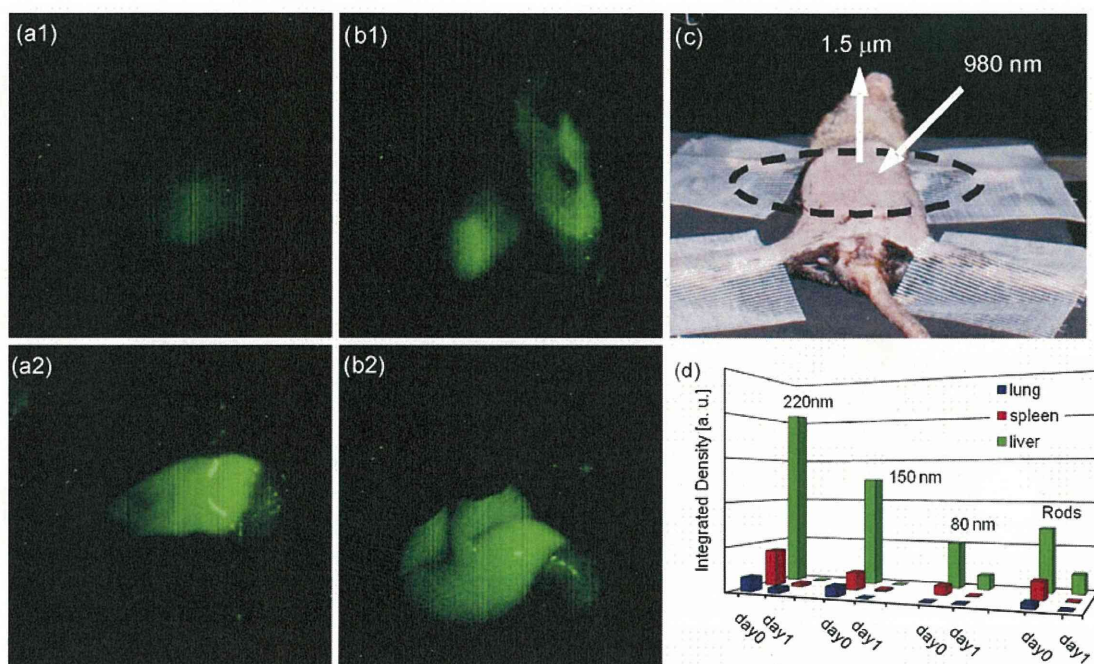 (a1)
(b1)
(c)
1.5 μm
980 nm
(a2)
(b2)
(d)
Integrated Density [a. u.]
220nm
150 nm
80 nm
Rods
lung
spleen
liver
day0
day1
day0
day1
day0
day1
day0
day1